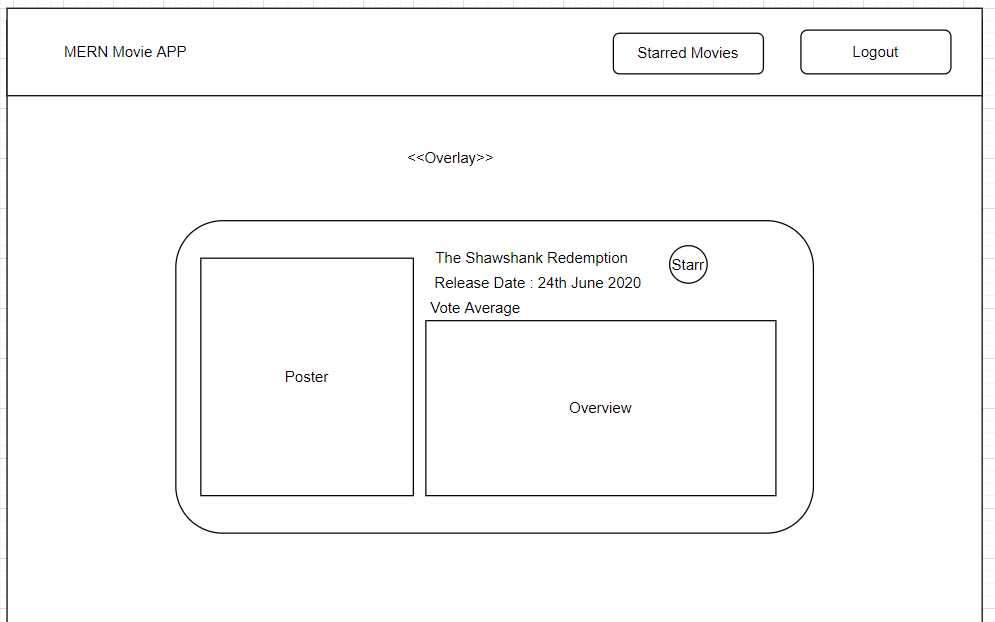 MERN Movie APP
Starred Movies
Logout
<<Overlay>>
The Shawshank Redemption
Starr
Release Date : 24th June 2020
Vote Average
Poster
Overview